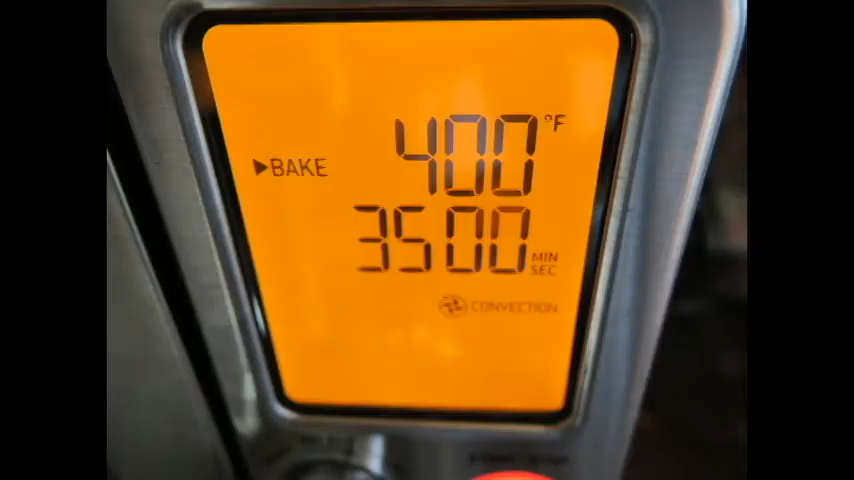 400 °F
▶BAKE
3500 MIN
SEC
CONVECTION